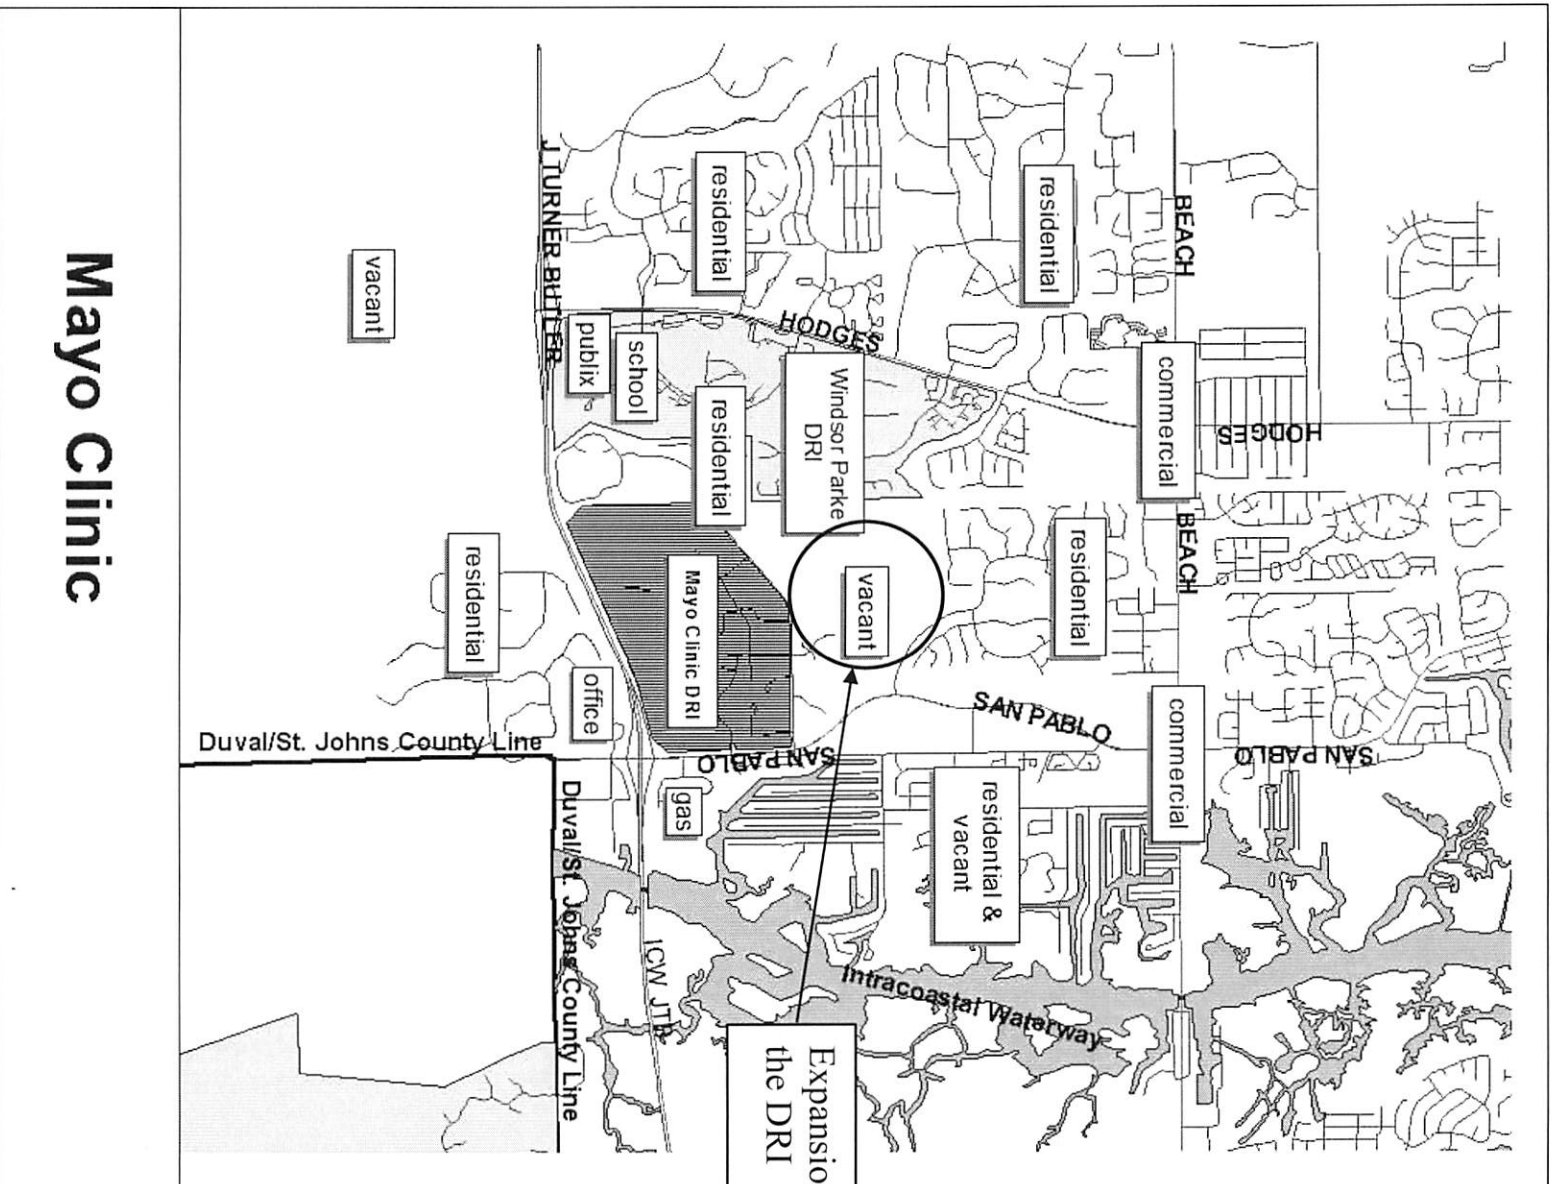 HODGES
SAN PABLO
BEACH
BEACH
commercial
commercial
residential
residential
SAN PABLO
residential &
vacant
Intracoastal Waterway
HODGES
Windsor Parke
DRI
vacant
Expansio
the DRI
SAN PABLO
residential
residential
Mayo Clinic DRI
gas
school
publix
office
ICW JTB
J TURNER BUTLER
Duval/St. Johns County Line
Duval/St. Johns County Line
residential
vacant
Mayo Clinic